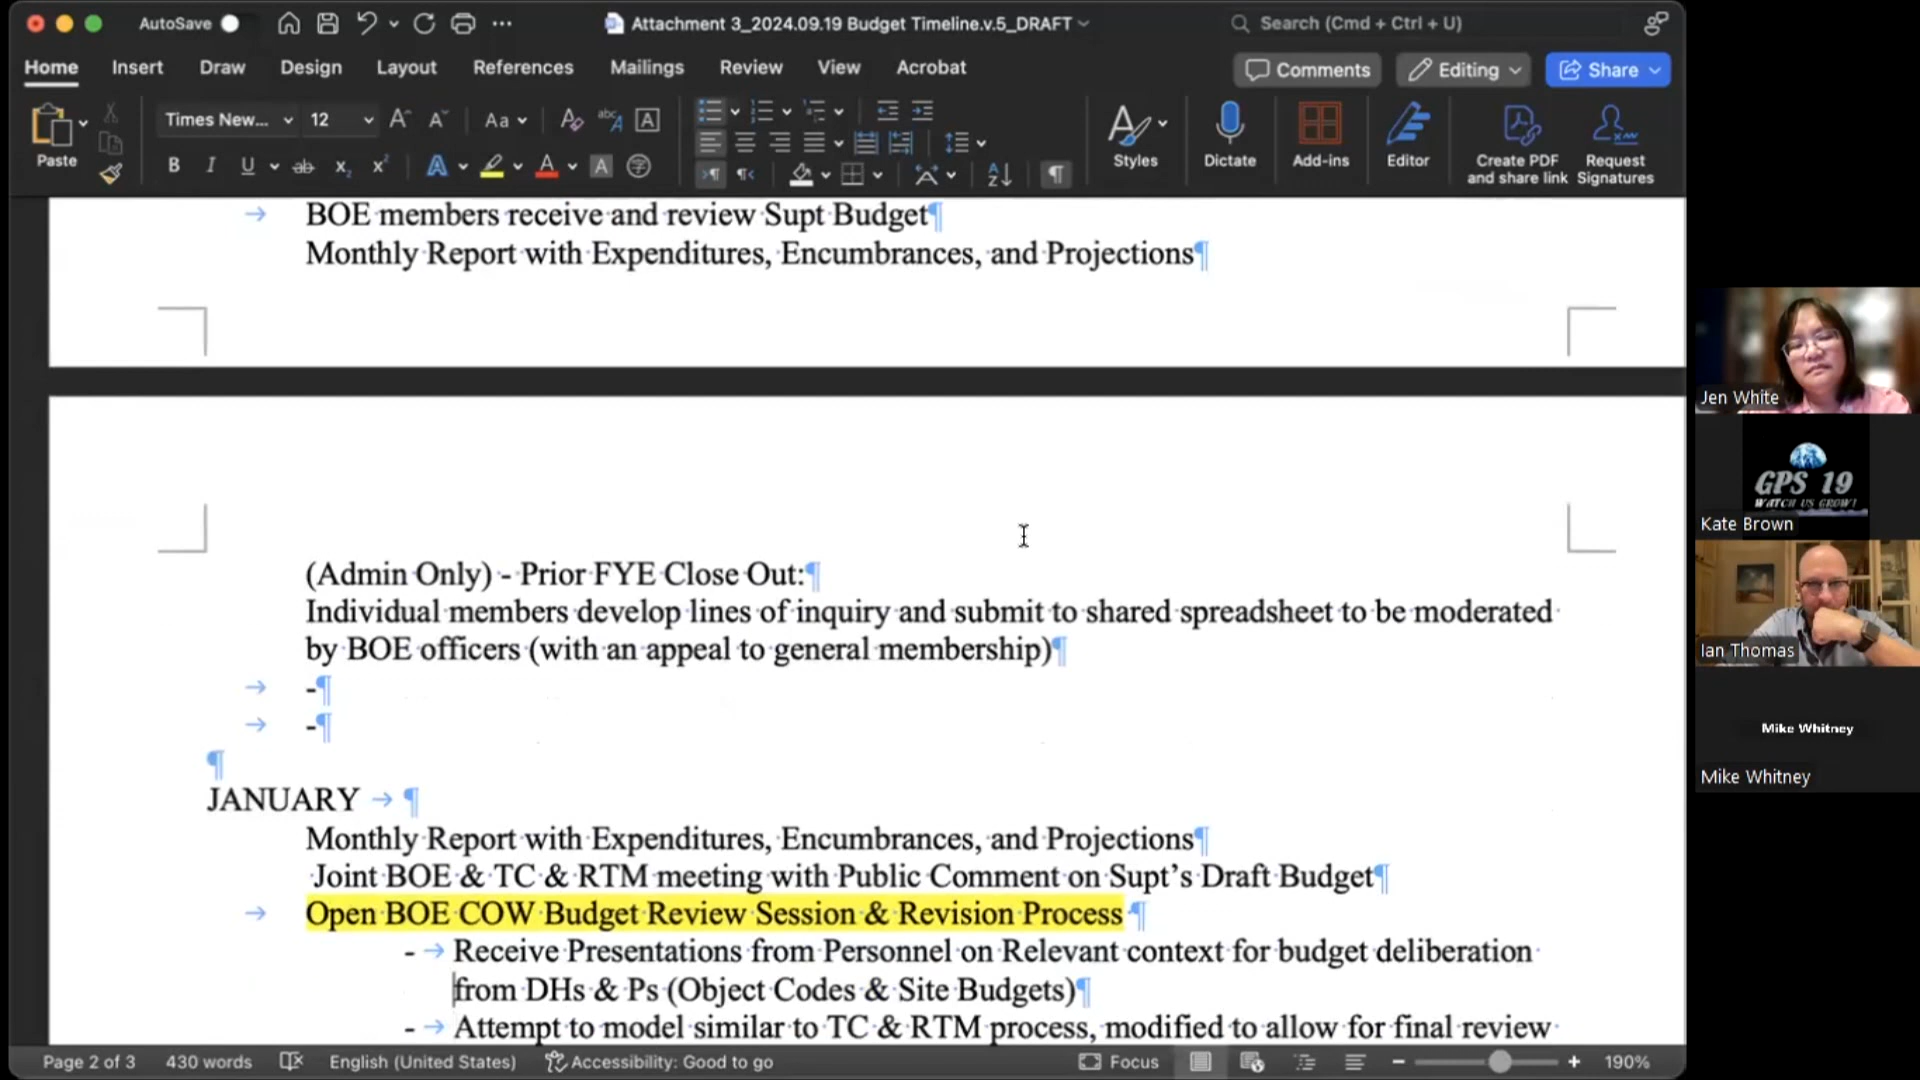 AutoSave
Attachment 3_2024.09.19 Budget Timeline.v.5_DRAFT
Search (Cmd + Ctrl + U)
Home Insert Draw Design Layout References Mailings Review View Acrobat
Comments Editing Share
Paste
Times New... 12
Styles Dictate Add-ins Editor Create PDF and share link Request Signatures
BOE members receive and review Supt Budget¶
Monthly Report with Expenditures, Encumbrances, and Projections¶
(Admin Only) - Prior FYE Close Out:¶
Individual members develop lines of inquiry and submit to shared spreadsheet to be moderated
by BOE officers (with an appeal to general membership)¶
-¶
-¶
¶
JANUARY → ¶
Monthly Report with Expenditures, Encumbrances, and Projections¶
Joint BOE & TC & RTM meeting with Public Comment on Supt's Draft Budget¶
Open BOE COW Budget Review Session & Revision Process ¶
- → Receive Presentations from Personnel on Relevant context for budget deliberation
from DHs & Ps (Object Codes & Site Budgets)¶
- → Attempt to model similar to TC & RTM process, modified to allow for final review
Page 2 of 3 430 words English (United States) Accessibility: Good to go Focus 190%
Jen White
GPS 19
WATCH US GROW!
Kate Brown
Ian Thomas
Mike Whitney
Mike Whitney